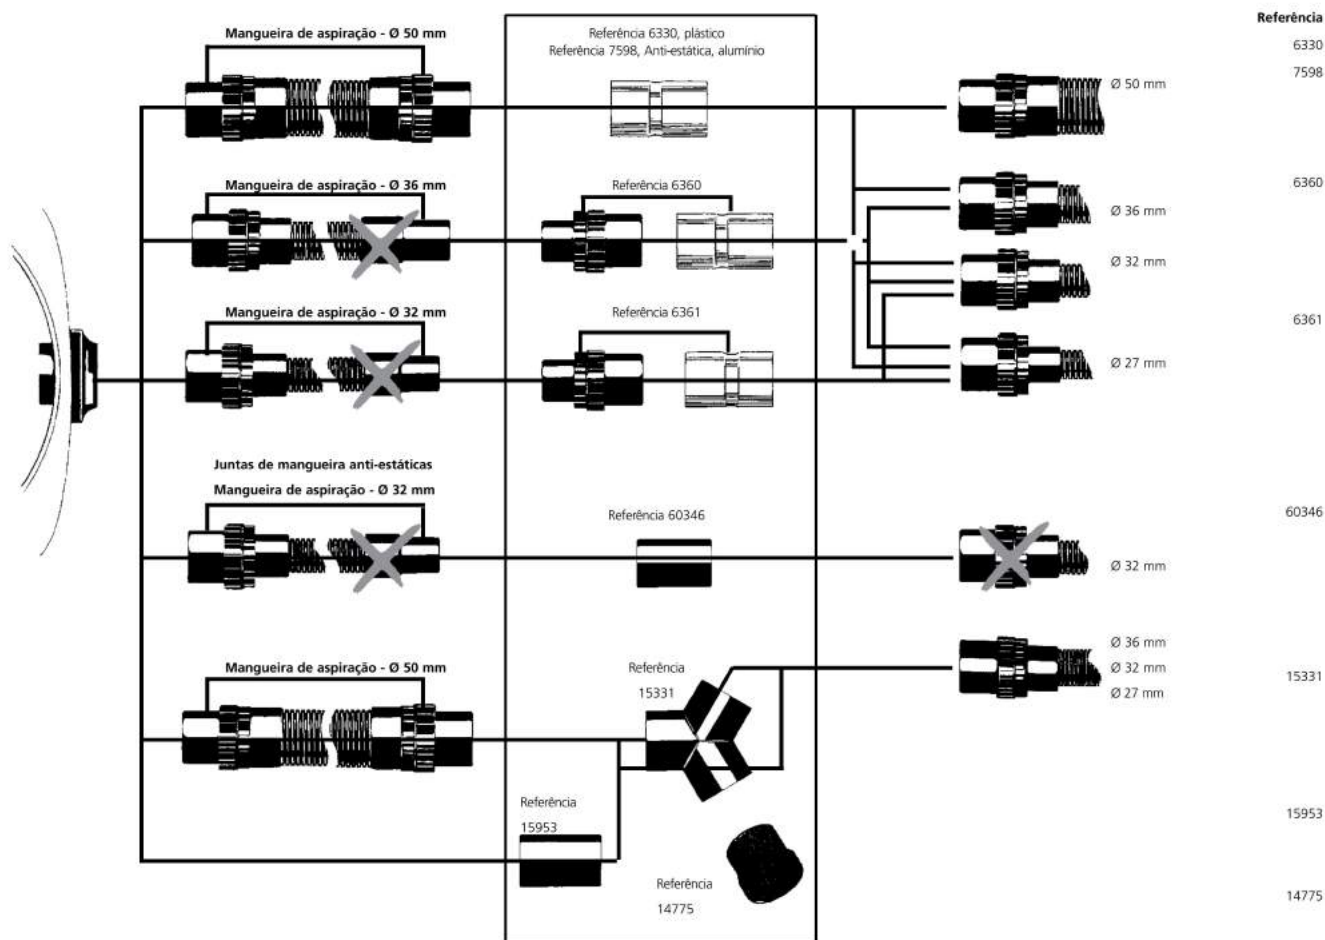 Mangueira de aspiração - Ø 50 mm
Referência 6330, plástico
Referência 7598, Anti-estática, alumínio
Referência
6330
7598
Ø 50 mm
Mangueira de aspiração - Ø 36 mm
Referência 6360
6360
Ø 36 mm
Ø 32 mm
Mangueira de aspiração - Ø 32 mm
Referência 6361
6361
Ø 27 mm
Juntas de mangueira anti-estáticas
Mangueira de aspiração - Ø 32 mm
Referência 60346
60346
Ø 32 mm
Mangueira de aspiração - Ø 50 mm
Referência
15331
Ø 36 mm
Ø 32 mm
Ø 27 mm
15331
Referência
15953
15953
Referência
14775
14775